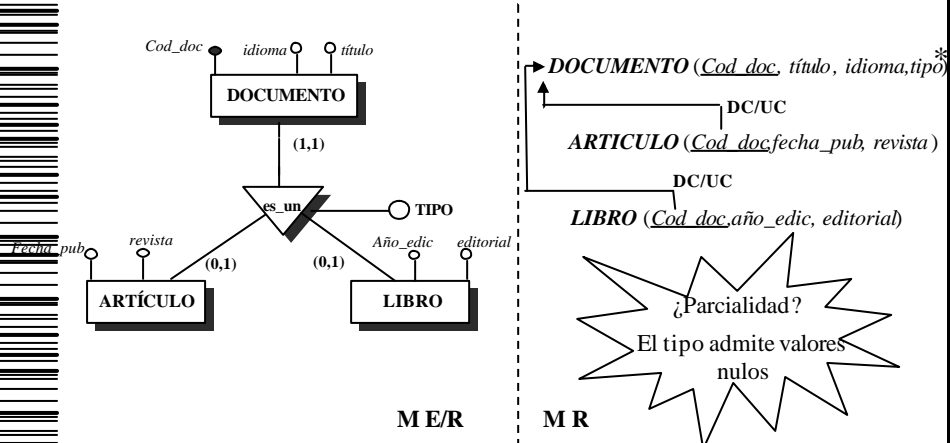 Cod_doc
idioma
título
DOCUMENTO
(1,1)
es_un
TIPO
Fecha_pub
revista
(0,1)
(0,1)
Año_edic
editorial
ARTÍCULO
LIBRO
M E/R
DOCUMENTO (Cod_doc, título, idioma,tipo*)
DC/UC
ARTICULO (Cod_doc,fecha_pub, revista)
DC/UC
LIBRO (Cod_doc,año_edic, editorial)
¿Parcialidad?
El tipo admite valores
nulos
M R